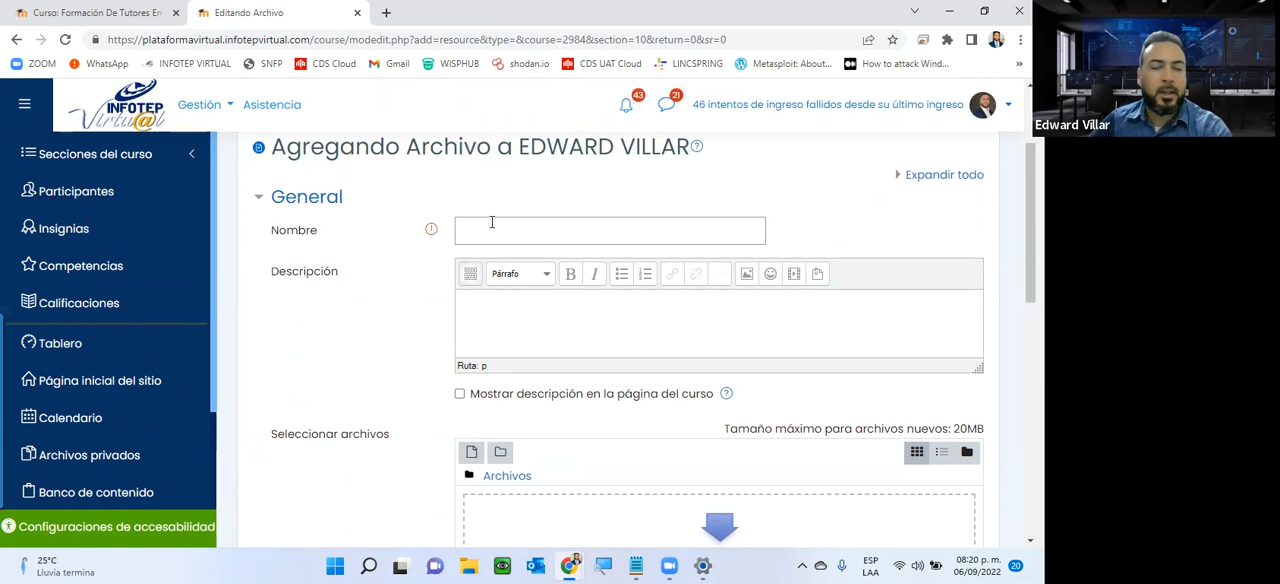 Curso: Formación De Tutores En
Editando Archivo
https://plataformavirtual.infotepvirtual.com/course/modedit.php?add=resource&type=&course=2984&section=10&return=0&sr=0
ZOOM WhatsApp INFOTEP VIRTUAL SNFP CDS Cloud Gmail WISPHUB shodan.io CDS UAT Cloud LINCSPRING Metasploit: About... How to attack Wind... »
INFOTEP
Virtu@l
Gestión Asistencia
43
21
46 intentos de ingreso fallidos desde su último ingreso
Edward Villar
Secciones del curso
Participantes
Insignias
Competencias
Calificaciones
Tablero
Página inicial del sitio
Calendario
Archivos privados
Banco de contenido
Configuraciones de accesabilidad
Agregando Archivo a EDWARD VILLAR
Expandir todo
General
Nombre
Descripción
Párrafo B I
Ruta: p
Mostrar descripción en la página del curso
Seleccionar archivos
Tamaño máximo para archivos nuevos: 20MB
Archivos
25°C
Lluvia termina
ESP
LAA
08:20 p. m.
06/09/2022
20